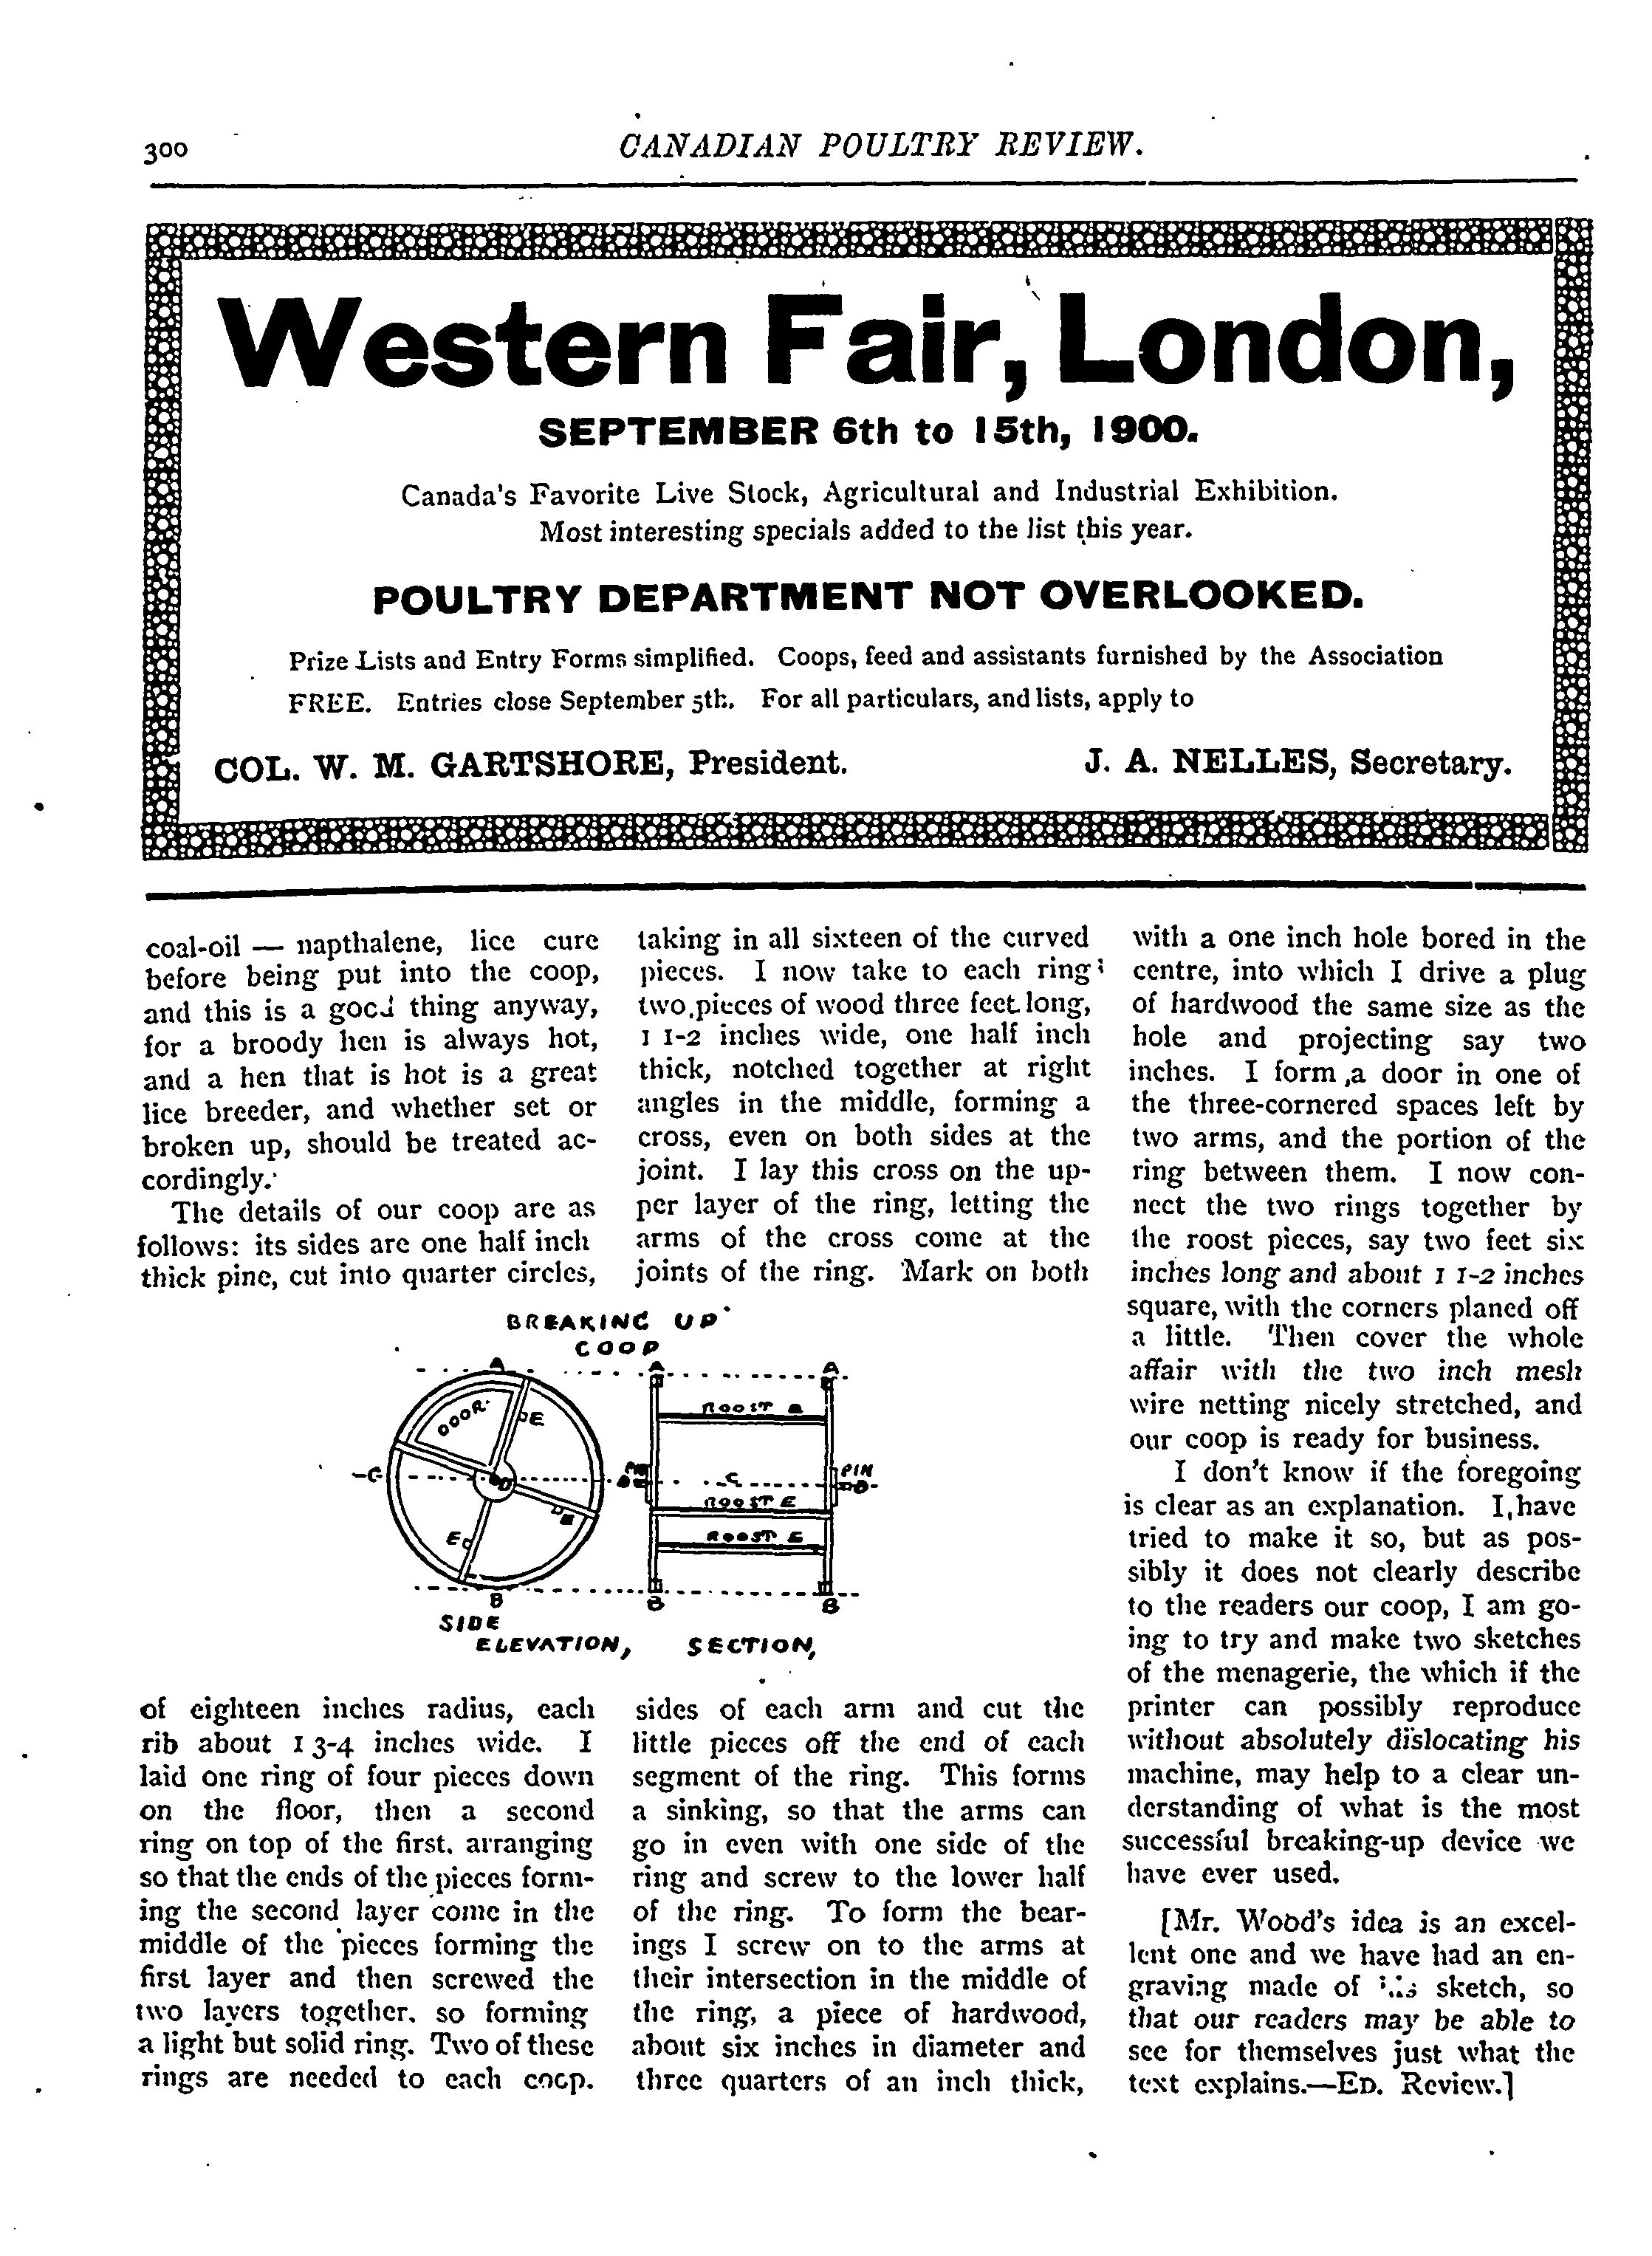 300
CANADIAN POULTRY REVIEW.
Western Fair, London,
SEPTEMBER 6th to 15th, 1900.
Canada's Favorite Live Stock, Agricultural and Industrial Exhibition.
Most interesting specials added to the list this year.
POULTRY DEPARTMENT NOT OVERLOOKED.
Prize Lists and Entry Forms simplified. Coops, feed and assistants furnished by the Association
FREE. Entries close September 5th. For all particulars, and lists, apply to
COL. W. M. GARTSHORE, President.
J. A. NELLES, Secretary.
coal-oil — napthalene, lice cure
before being put into the coop,
and this is a good thing anyway,
for a broody hen is always hot,
and a hen that is hot is a great
lice breeder, and whether set or
broken up, should be treated ac-
cordingly.
The details of our coop are as
follows: its sides are one half inch
thick pine, cut into quarter circles,
of eighteen inches radius, each
rib about 1 3-4 inches wide. I
laid one ring of four pieces down
on the floor, then a second
ring on top of the first, arranging
so that the ends of the pieces form-
ing the second layer come in the
middle of the pieces forming the
first layer and then screwed the
two layers together, so forming
a light but solid ring. Two of these
rings are needed to each coop.
taking in all sixteen of the curved
pieces. I now take to each ring
two pieces of wood three feet long,
1 1-2 inches wide, one half inch
thick, notched together at right
angles in the middle, forming a
cross, even on both sides at the
joint. I lay this cross on the up-
per layer of the ring, letting the
arms of the cross come at the
joints of the ring. Mark on both
sides of each arm and cut the
little pieces off the end of each
segment of the ring. This forms
a sinking, so that the arms can
go in even with one side of the
ring and screw to the lower half
of the ring. To form the bear-
ings I screw on to the arms at
their intersection in the middle of
the ring, a piece of hardwood,
about six inches in diameter and
three quarters of an inch thick,
BREAKING UP
COOP
A
A
A
DOOR
E
ROOST E
C
D
PIN
D
C
PIN
D
E
E
ROOST E
ROOST E
B
B
B
SIDE
ELEVATION,
SECTION,
with a one inch hole bored in the
centre, into which I drive a plug
of hardwood the same size as the
hole and projecting say two
inches. I form a door in one of
the three-cornered spaces left by
two arms, and the portion of the
ring between them. I now con-
nect the two rings together by
the roost pieces, say two feet six
inches long and about 1 1-2 inches
square, with the corners planed off
a little. Then cover the whole
affair with the two inch mesh
wire netting nicely stretched, and
our coop is ready for business.
I don't know if the foregoing
is clear as an explanation. I have
tried to make it so, but as pos-
sibly it does not clearly describe
to the readers our coop, I am go-
ing to try and make two sketches
of the menagerie, the which if the
printer can possibly reproduce
without absolutely dislocating his
machine, may help to a clear un-
derstanding of what is the most
successful breaking-up device we
have ever used.
[Mr. Wood's idea is an excel-
lent one and we have had an en-
graving made of his sketch, so
that our readers may be able to
see for themselves just what the
text explains.—ED. Review.]